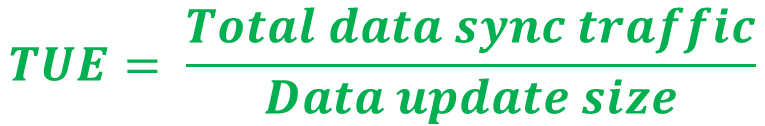 Total data sync traffic
TUE =
Data update size